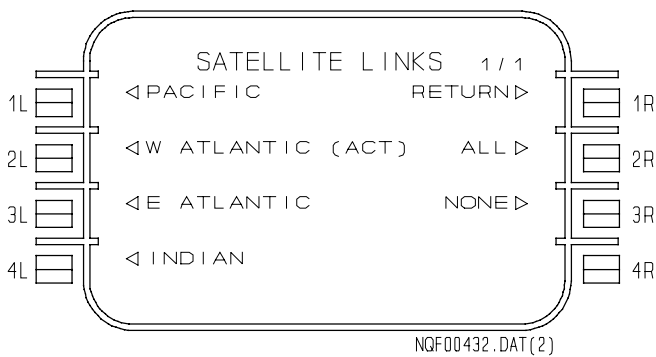 SATELLITE LINKS 1/1
1L ◁PACIFIC RETURN▷ 1R
2L ◁W ATLANTIC (ACT) ALL▷ 2R
3L ◁E ATLANTIC NONE▷ 3R
4L ◁INDIAN 4R
NQF00432.DAT(2)